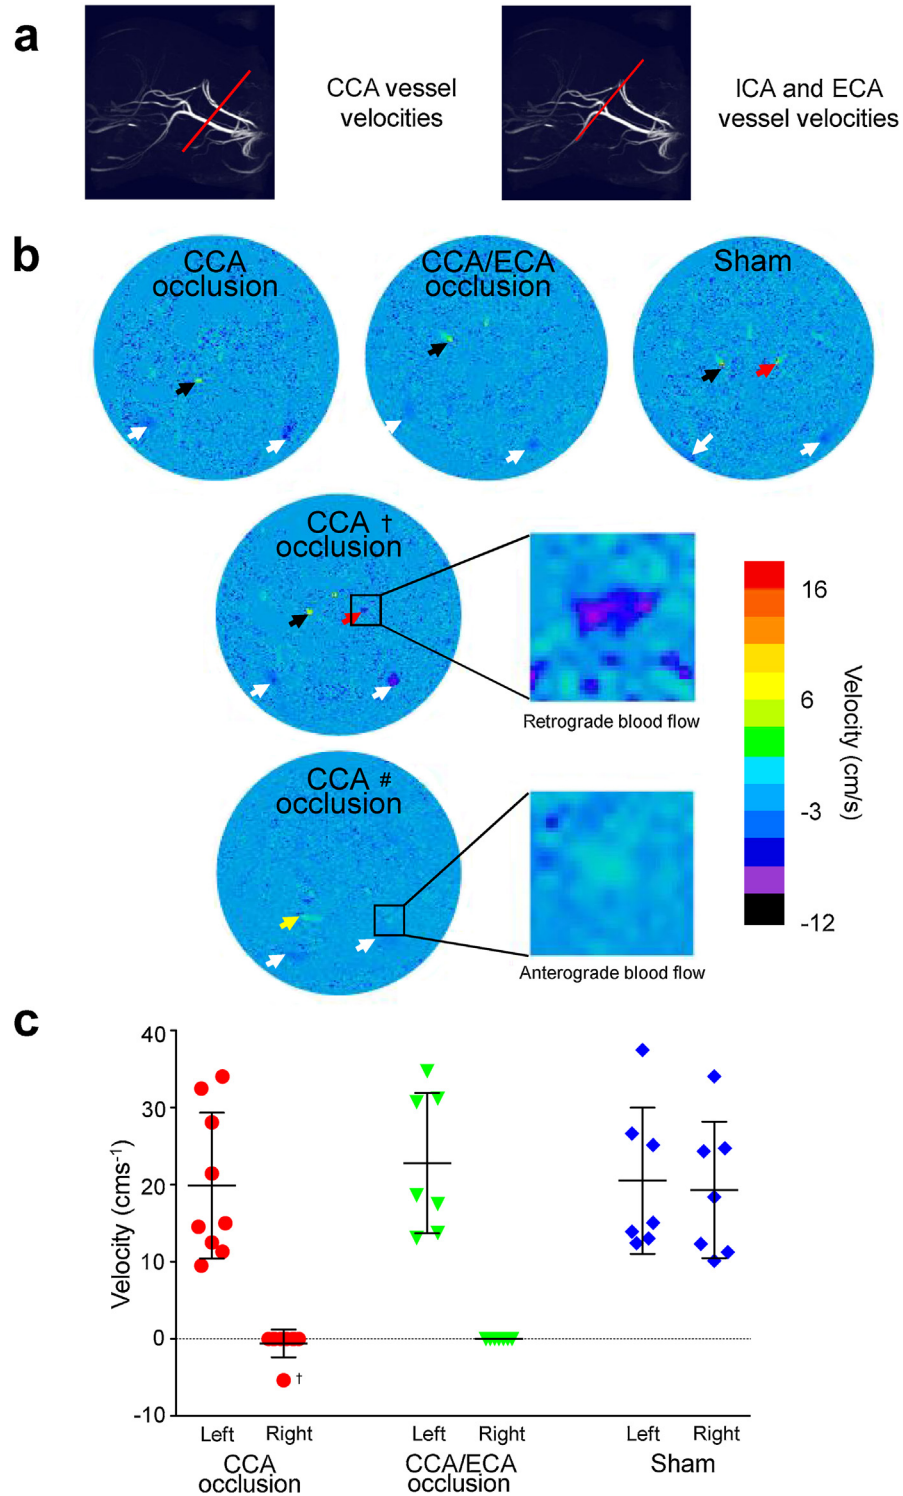 a
CCA vessel
velocities
ICA and ECA
vessel velocities
b
CCA
occlusion
CCA/ECA
occlusion
Sham
CCA †
occlusion
Retrograde blood flow
16
6
-3
-12
Velocity (cm/s)
CCA #
occlusion
Anterograde blood flow
c
Velocity (cms-1)
40
30
20
10
0
-10
†
Left Right Left Right Left Right
CCA
occlusion
CCA/ECA
occlusion
Sham